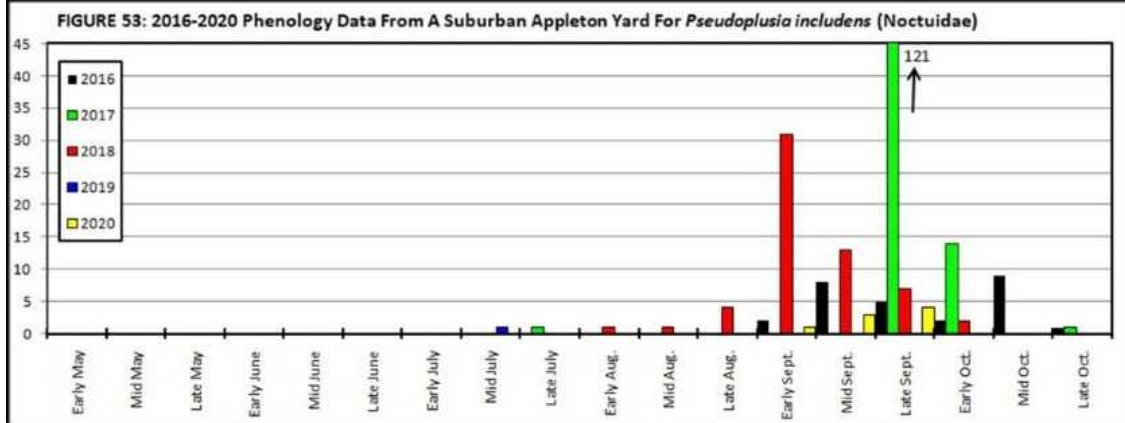 FIGURE 53: 2016-2020 Phenology Data From A Suburban Appleton Yard For Pseudoplusia includens (Noctuidae)
45
40
35
30
25
20
15
10
5
0
2016
2017
2018
2019
2020
121
Early May
Mid May
Late May
Early June
Mid June
Late June
Early July
Mid July
Late July
Early Aug.
Mid Aug.
Late Aug.
Early Sept.
Mid Sept.
Late Sept.
Early Oct.
Mid Oct.
Late Oct.